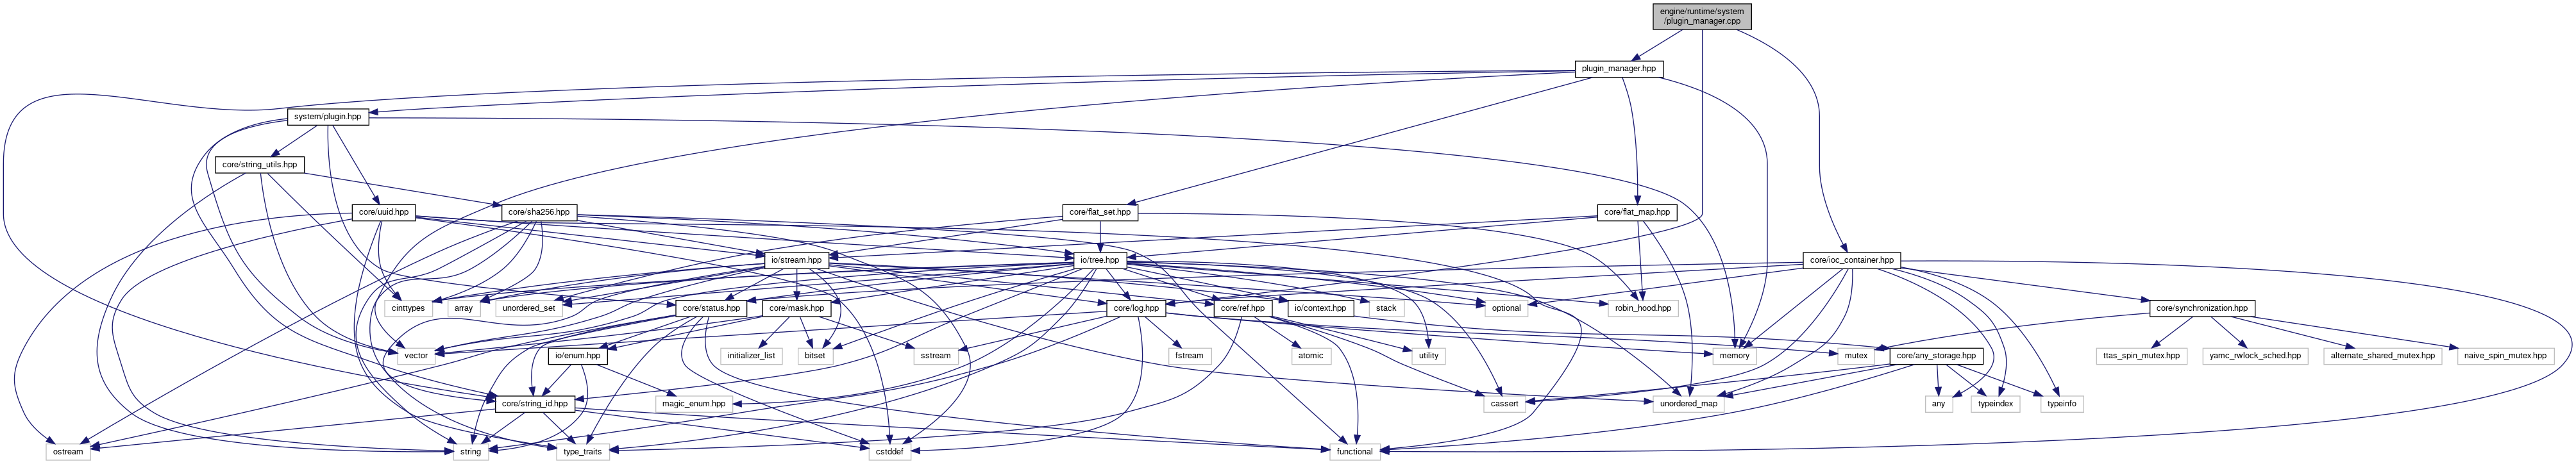 engine/runtime/system
/plugin_manager.cpp
plugin_manager.hpp
system/plugin.hpp
core/string_utils.hpp
core/uuid.hpp
core/sha256.hpp
core/flat_set.hpp
core/flat_map.hpp
io/stream.hpp
io/tree.hpp
core/ioc_container.hpp
cinttypes
array
unordered_set
core/status.hpp
core/mask.hpp
core/log.hpp
core/ref.hpp
io/context.hpp
stack
optional
robin_hood.hpp
core/synchronization.hpp
vector
io/enum.hpp
initializer_list
bitset
sstream
fstream
atomic
utility
memory
mutex
core/any_storage.hpp
ttas_spin_mutex.hpp
yamc_rwlock_sched.hpp
alternate_shared_mutex.hpp
naive_spin_mutex.hpp
core/string_id.hpp
magic_enum.hpp
cassert
unordered_map
any
typeindex
typeinfo
ostream
string
type_traits
cstddef
functional